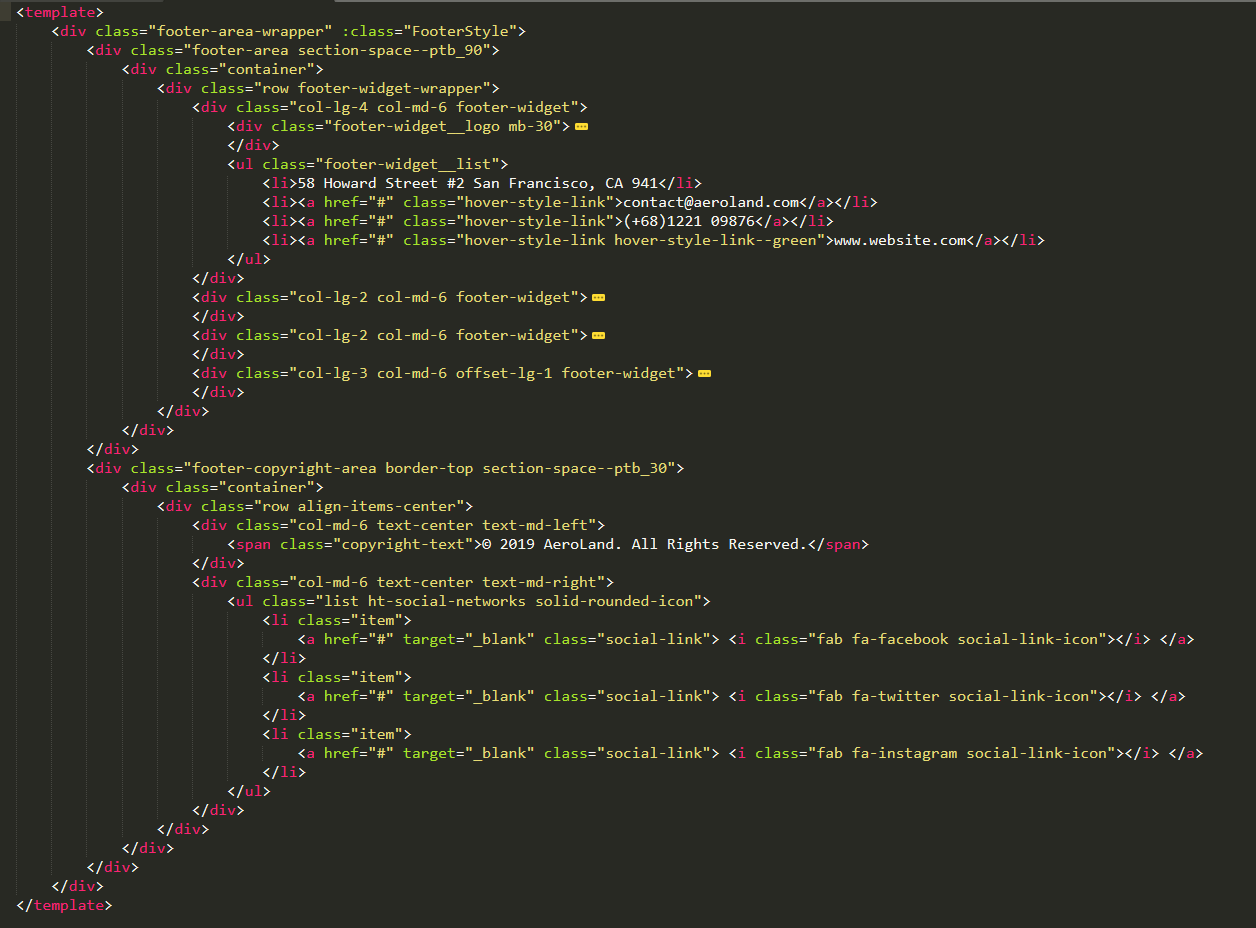 <template>
    <div class="footer-area-wrapper" :class="FooterStyle">
        <div class="footer-area section-space--ptb_90">
            <div class="container">
                <div class="row footer-widget-wrapper">
                    <div class="col-lg-4 col-md-6 footer-widget">
                        <div class="footer-widget__logo mb-30">
                        </div>
                        <ul class="footer-widget__list">
                            <li>58 Howard Street #2 San Francisco, CA 941</li>
                            <li><a href="#" class="hover-style-link">contact@aeroland.com</a></li>
                            <li><a href="#" class="hover-style-link">(+68)1221 09876</a></li>
                            <li><a href="#" class="hover-style-link hover-style-link--green">www.website.com</a></li>
                        </ul>
                    </div>
                    <div class="col-lg-2 col-md-6 footer-widget">
                    </div>
                    <div class="col-lg-2 col-md-6 footer-widget">
                    </div>
                    <div class="col-lg-3 col-md-6 offset-lg-1 footer-widget">
                    </div>
                </div>
            </div>
        </div>
        <div class="footer-copyright-area border-top section-space--ptb_30">
            <div class="container">
                <div class="row align-items-center">
                    <div class="col-md-6 text-center text-md-left">
                        <span class="copyright-text">© 2019 AeroLand. All Rights Reserved.</span>
                    </div>
                    <div class="col-md-6 text-center text-md-right">
                        <ul class="list ht-social-networks solid-rounded-icon">
                            <li class="item">
                                <a href="#" target="_blank" class="social-link"> <i class="fab fa-facebook social-link-icon"></i> </a>
                            </li>
                            <li class="item">
                                <a href="#" target="_blank" class="social-link"> <i class="fab fa-twitter social-link-icon"></i> </a>
                            </li>
                            <li class="item">
                                <a href="#" target="_blank" class="social-link"> <i class="fab fa-instagram social-link-icon"></i> </a>
                            </li>
                        </ul>
                    </div>
                </div>
            </div>
        </div>
    </div>
</template>